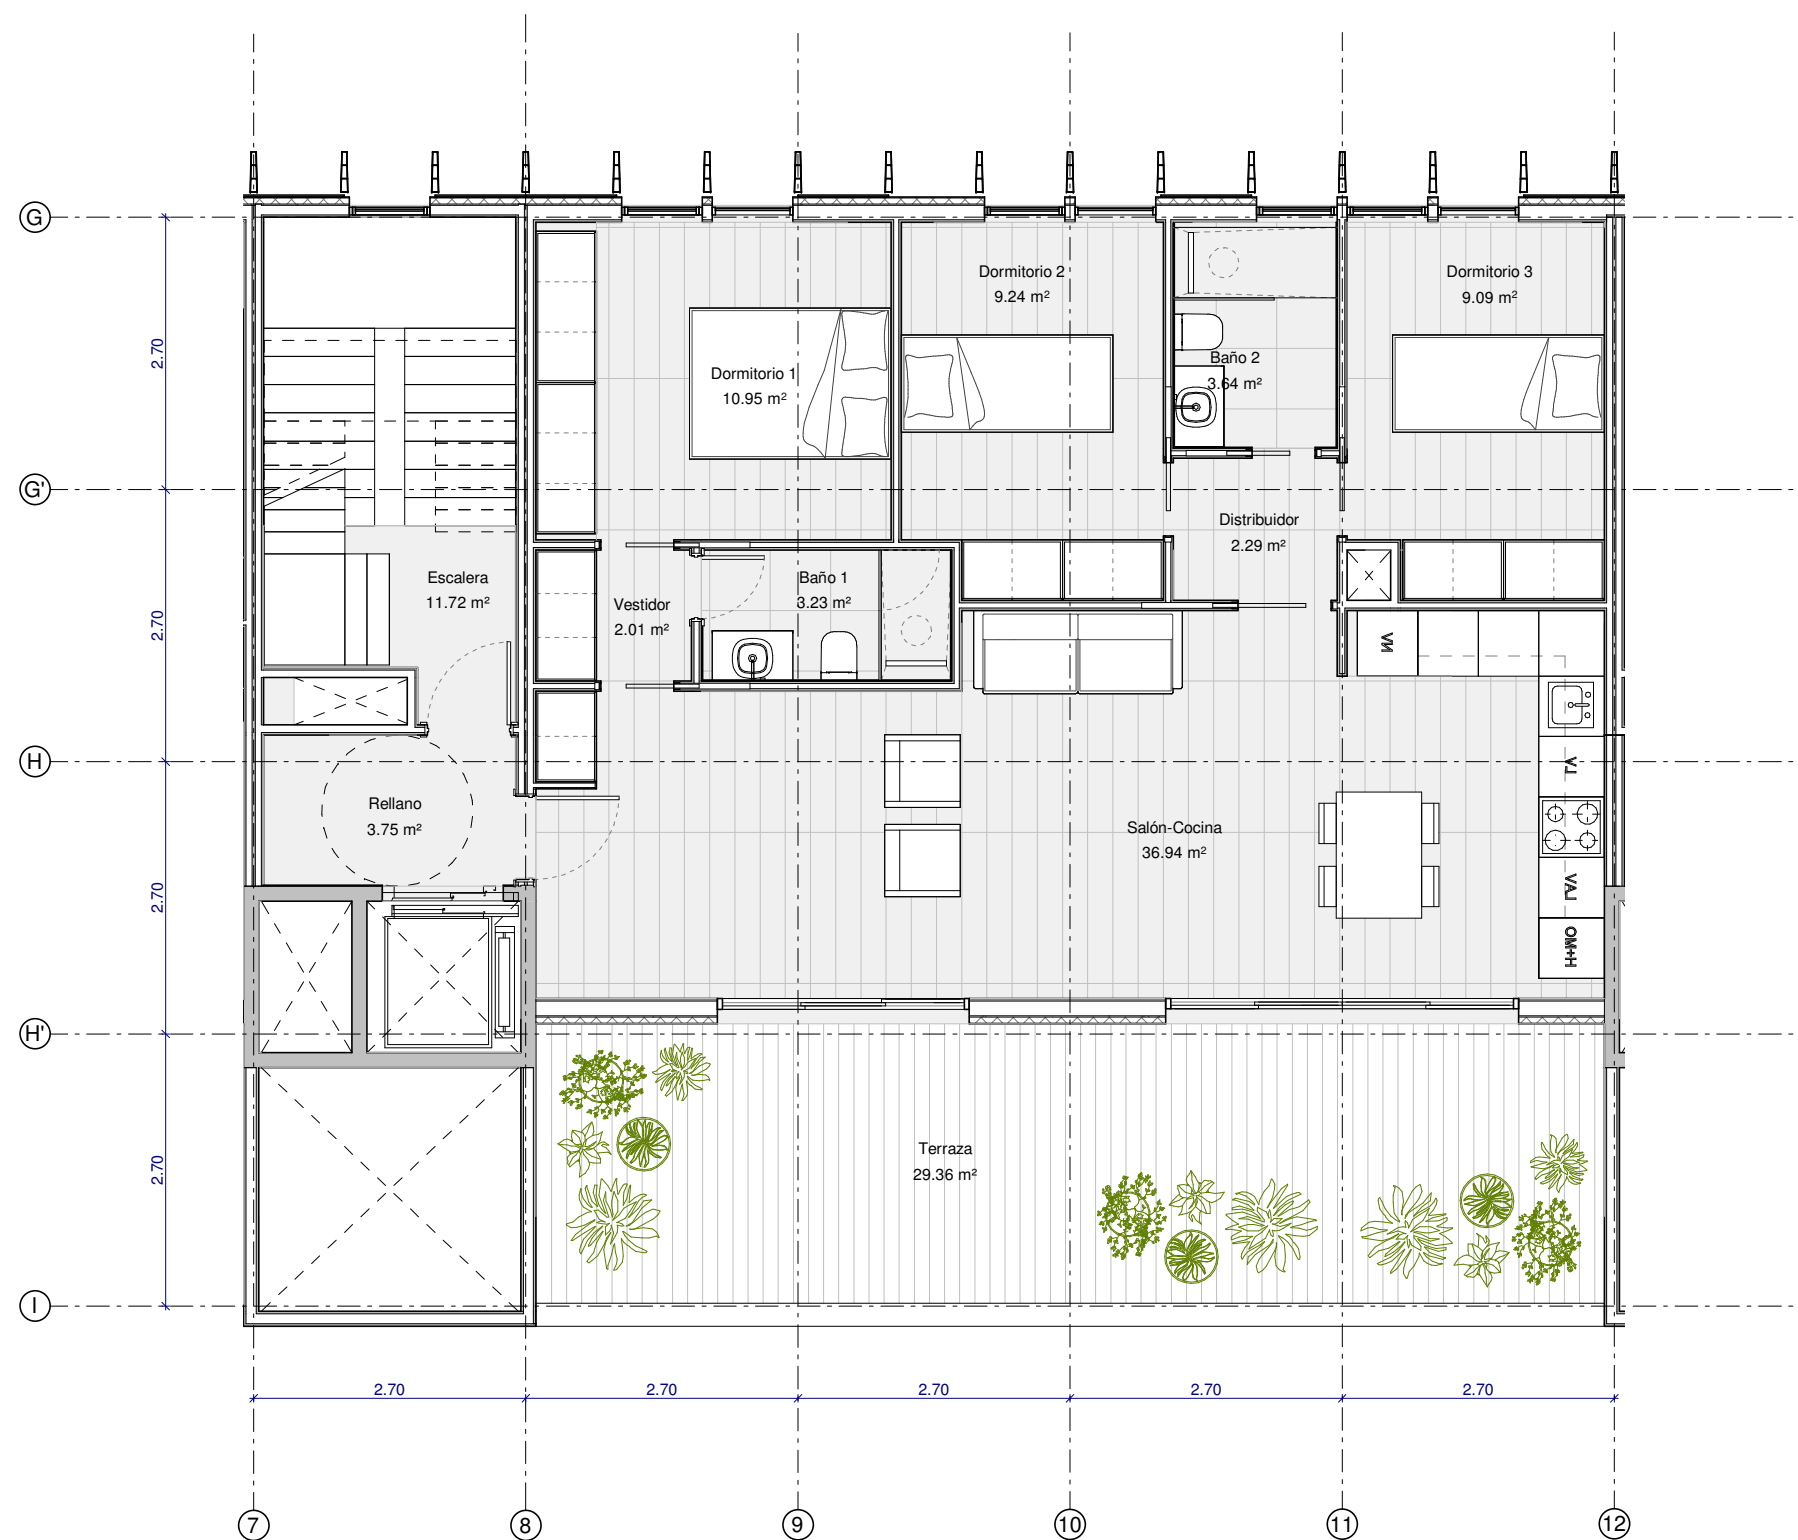 G
G'
H
H'
I
2.70
2.70
2.70
2.70
Dormitorio 1
10.95 m²
Dormitorio 2
9.24 m²
Baño 2
3.64 m²
Dormitorio 3
9.09 m²
Escalera
11.72 m²
Vestidor
2.01 m²
Baño 1
3.23 m²
Distribuidor
2.29 m²
VN
Rellano
3.75 m²
Salón-Cocina
36.94 m²
LV
LAV
OM+H
Terraza
29.36 m²
2.70
2.70
2.70
2.70
2.70
7
8
9
10
11
12